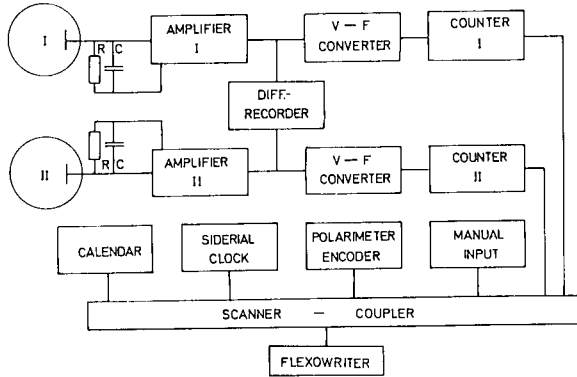 I
R
C
AMPLIFIER
I
V — F
CONVERTER
COUNTER
I
DIFF.-
RECORDER
II
R
C
AMPLIFIER
II
V — F
CONVERTER
COUNTER
II
CALENDAR
SIDERIAL
CLOCK
POLARIMETER
ENCODER
MANUAL
INPUT
SCANNER — COUPLER
FLEXOWRITER